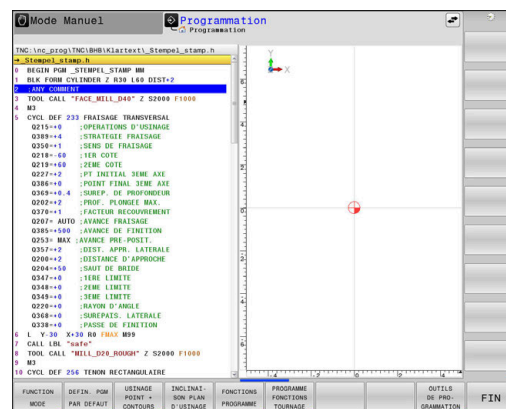 Mode Manuel
Programmation
Programmation
TNC:\nc_prog\TNC\BHB\Klartext\_Stempel_stamp.h
→_Stempel_stamp.h
0 BEGIN PGM _STEMPEL_STAMP MM
1 BLK FORM CYLINDER Z R30 L60 DIST+2
2 ;ANY COMMENT
3 TOOL CALL "FACE_MILL_D40" Z S2000 F1000
4 M3
5 CYCL DEF 233 FRAISAGE TRANSVERSAL
Q215=+0 ;OPERATIONS D'USINAGE
Q389=+4 ;STRATEGIE FRAISAGE
Q350=+1 ;SENS DE FRAISAGE
Q218=-60 ;1ER COTE
Q219=+60 ;2EME COTE
Q227=+2 ;PT INITIAL 3EME AXE
Q386=+0 ;POINT FINAL 3EME AXE
Q369=+0.4 ;SUREP. DE PROFONDEUR
Q202=+2 ;PROF. PLONGEE MAX.
Q370=+1 ;FACTEUR RECOUVREMENT
Q207= AUTO ;AVANCE FRAISAGE
Q385=+500 ;AVANCE DE FINITION
Q253= MAX ;AVANCE PRE-POSIT.
Q357=+2 ;DIST. APPR. LATERALE
Q200=+2 ;DISTANCE D'APPROCHE
Q204=+50 ;SAUT DE BRIDE
Q347=+0 ;1ERE LIMITE
Q348=+0 ;2EME LIMITE
Q349=+0 ;3EME LIMITE
Q220=+0 ;RAYON D'ANGLE
Q368=+0 ;SUREPAIS. LATERALE
Q338=+0 ;PASSE DE FINITION
6 L Y-30 X+30 R0 FMAX M99
7 CALL LBL "safe"
8 TOOL CALL "MILL_D20_ROUGH" Z S2000 F1000
9 M3
10 CYCL DEF 256 TENON RECTANGULAIRE
Y
X
FUNCTION
MODE
DEFIN. PGM
PAR DEFAUT
USINAGE
POINT +
CONTOURS
INCLINAI-
SON PLAN
D'USINAGE
FONCTIONS
PROGRAMME
PROGRAMME
FONCTIONS
TOURNAGE
OUTILS
DE PRO-
GRAMMATION
FIN